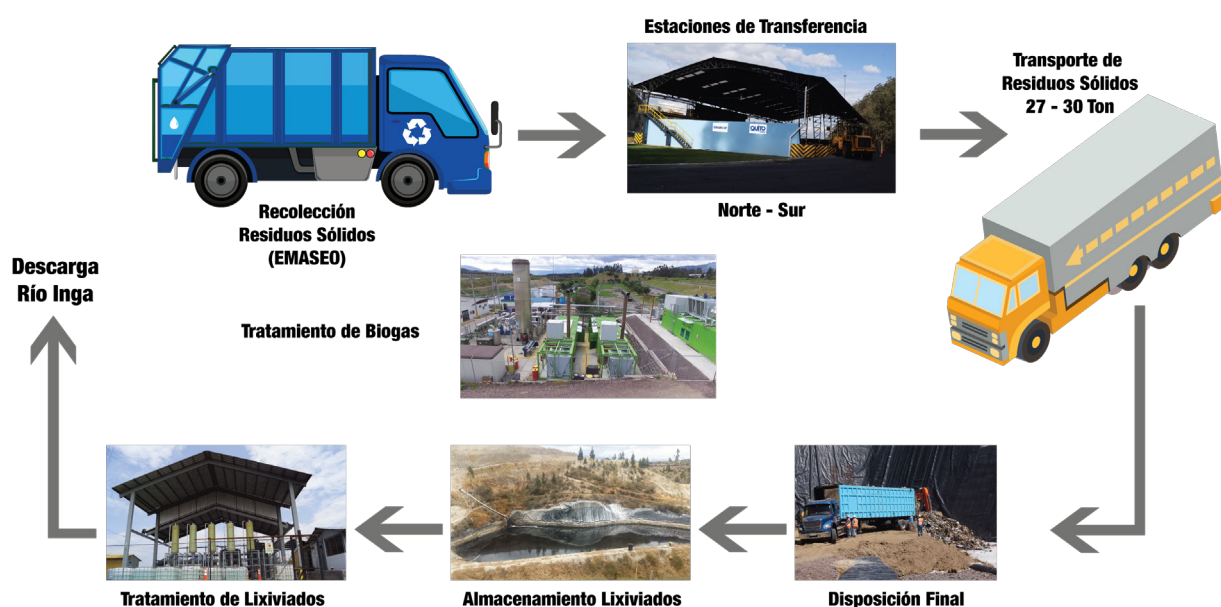 Estaciones de Transferencia
Transporte de
Residuos Sólidos
27 - 30 Ton
QUITO
Norte - Sur
Recolección
Residuos Sólidos
(EMASEO)
Descarga
Río Inga
Tratamiento de Biogas
Tratamiento de Lixiviados
Almacenamiento Lixiviados
Disposición Final